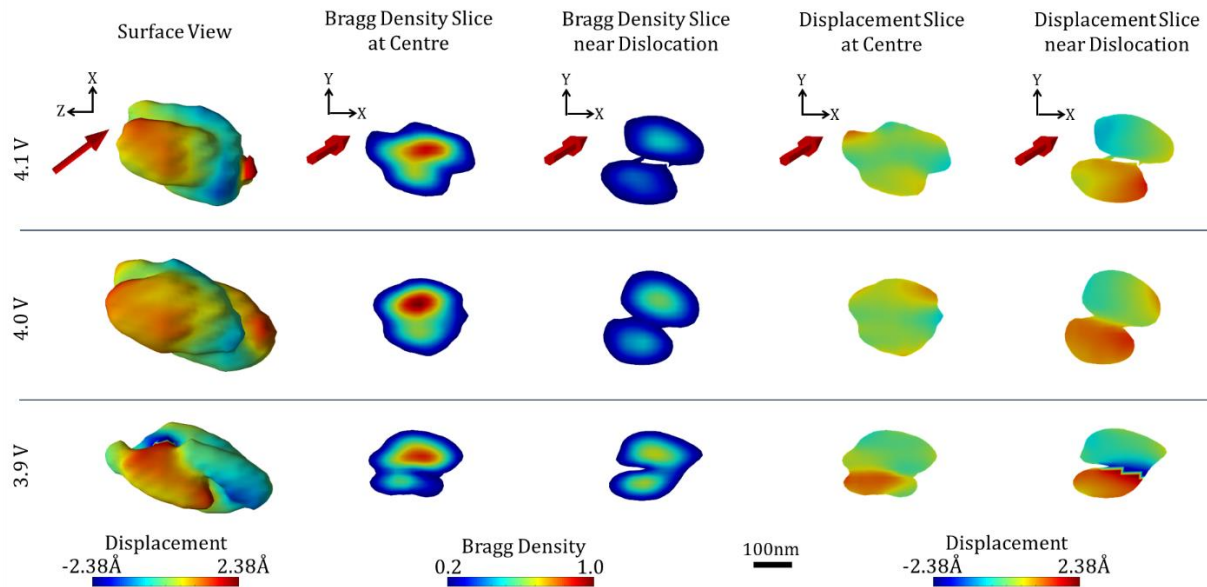 Surface View
Bragg Density Slice
at Centre
Bragg Density Slice
near Dislocation
Displacement Slice
at Centre
Displacement Slice
near Dislocation
X
Z
Y
X
Y
X
Y
X
Y
X
4.1 V
4.0 V
3.9 V
Displacement
-2.38Å 2.38Å
Bragg Density
0.2 1.0
100nm
Displacement
-2.38Å 2.38Å